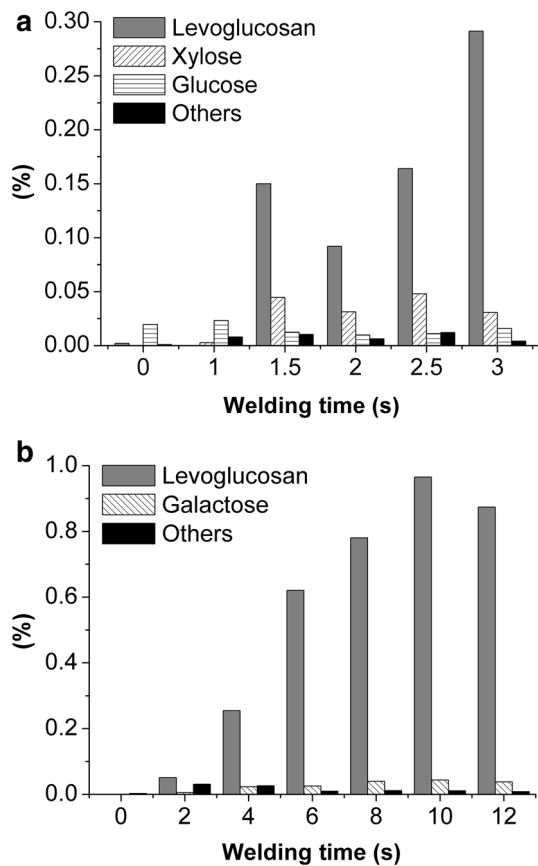 a
Levoglucosan
Xylose
Glucose
Others
0.30
0.25
0.20
0.15
0.10
0.05
0.00
(%)
0 1 1.5 2 2.5 3
Welding time (s)
b
Levoglucosan
Galactose
Others
1.0
0.8
0.6
0.4
0.2
0.0
(%)
0 2 4 6 8 10 12
Welding time (s)